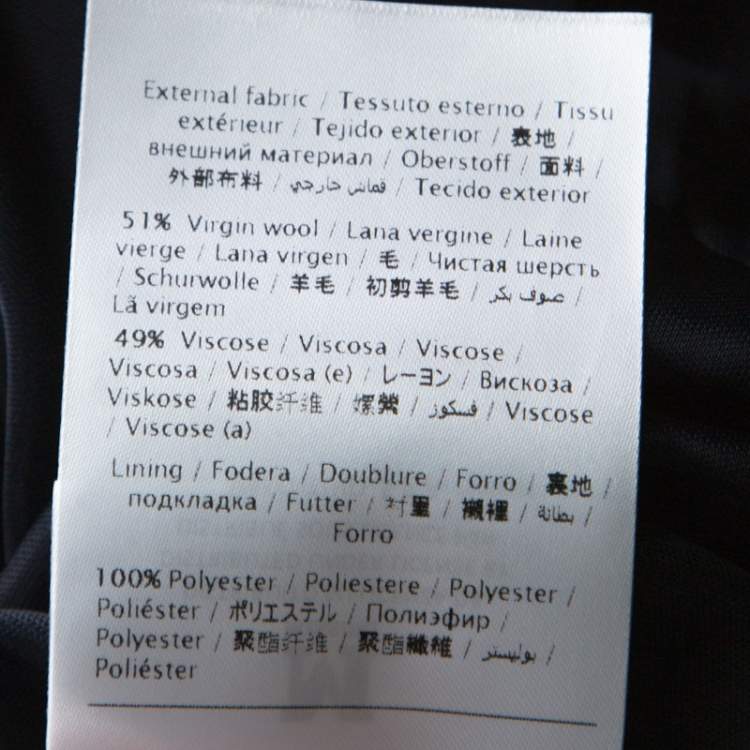 External fabric / Tessuto esterno / Tissu
extérieur / Tejido exterior / 表地 /
внешний материал / Oberstoff / 面料 /
外部布料 / قماش خارجي / Tecido exterior
51% Virgin wool / Lana vergine / Laine
vierge / Lana virgen / 毛 / Чистая шерсть
/ Schurwolle / 羊毛 / 初剪羊毛 / صوف بكر /
Lã virgem
49% Viscose / Viscosa / Viscose /
Viscosa / Viscosa (e) / レーヨン / Вискоза /
Viskose / 粘胶纤维 / 螺縈 / فسكوز / Viscose
/ Viscose (a)
Lining / Fodera / Doublure / Forro / 裏地 /
подкладка / Futter / 衬里 / 襯裡 / بطانة /
Forro
100% Polyester / Poliestere / Polyester /
Poliéster / ポリエステル / Полиэфир /
Polyester / 聚酯纤维 / 聚酯纖維 / بوليستر /
Poliéster